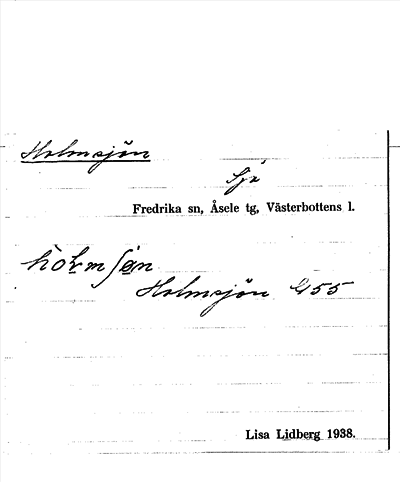 Holmsjön
Sjö
Fredrika sn, Åsele tg, Västerbottens l.
Holmsjön 455
Lisa Lidberg 1938.